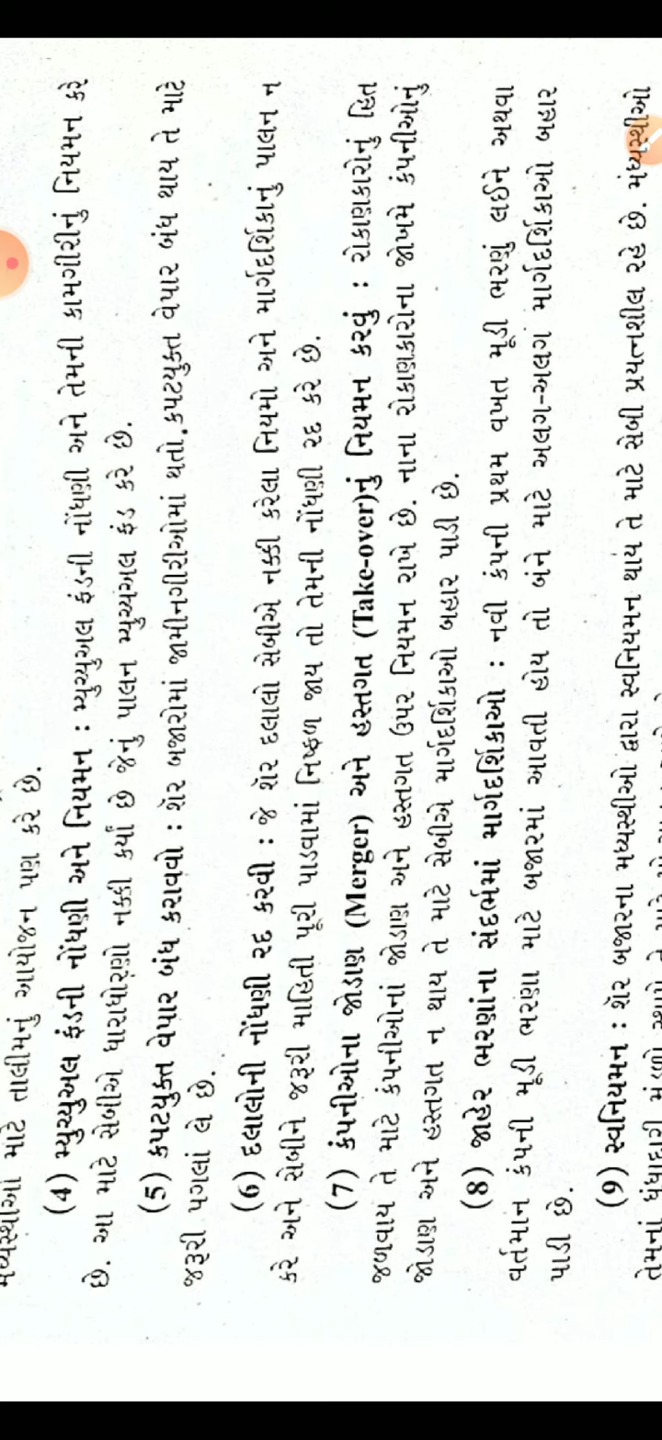 માટે તાલીમનું આયોજન પણ કરે છે.
(4) મ્યુચ્યુઅલ ફંડની નોંધણી અને નિયમન : મ્યુચ્યુઅલ ફંડની નોંધણી અને તેમની કામગીરીનું નિયમન કરે
છે. આ માટે સેબીએ ધારાધોરણો નક્કી કર્યાં છે જેનું પાલન મ્યુચ્યુઅલ ફંડ કરે છે.
(5) કપટયુક્ત વેપાર બંધ કરાવવો : શેર બજારોમાં જામીનગીરીઓમાં થતો કપટયુક્ત વેપાર બંધ થાય તે માટે
જરૂરી પગલાં લે છે.
(6) દલાલોની નોંધણી રદ કરવી : જે શેર દલાલો સેબીએ નક્કી કરેલા નિયમો અને માર્ગદર્શિકાનું પાલન ન
કરે અને સેબીને જરૂરી માહિતી પૂરી પાડવામાં નિષ્ફળ જાય તો તેમની નોંધણી રદ કરે છે.
(7) કંપનીઓના જોડાણ (Merger) અને હસ્તગત (Take-over)નું નિયમન કરવું : રોકાણકારોનું હિત
જળવાય તે માટે કંપનીઓનાં જોડાણ અને હસ્તગત ઉપર નિયમન રાખે છે. નાના રોકાણકારોના જોખમે કંપનીઓનું
જોડાણ અને હસ્તગત ન થાય તે માટે સેબીએ માર્ગદર્શિકાઓ બહાર પાડી છે.
(8) જાહેર ભરણાંના સંદર્ભમાં માર્ગદર્શિકાઓ : નવી કંપની પ્રથમ વખત મૂડી ભરણું લઈને અથવા
વર્તમાન કંપની મૂડી ભરણા માટે બજારમાં આવતી હોય તો બંને માટે અલગ-અલગ માર્ગદર્શિકાઓ બહાર
પાડી છે.
(9) સ્વનિયમન : શેર બજારના મધ્યસ્થીઓ દ્વારા સ્વનિયમન થાય તે માટે સેબી પ્રયત્નશીલ રહે છે. મધ્યસ્થીઓ
તેમનાં ધંધાદારી મંડળો